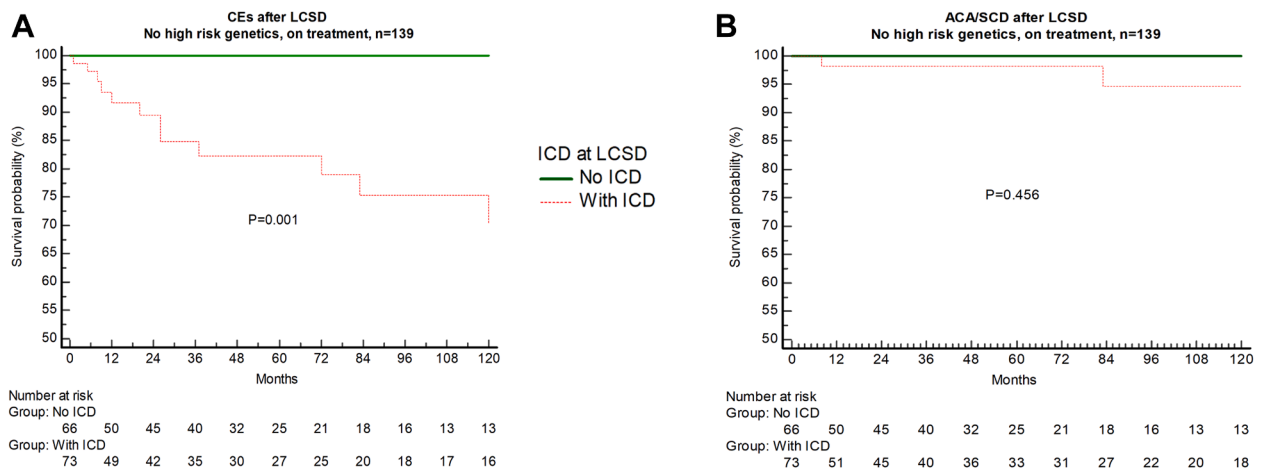 A
CEs after LCSD
No high risk genetics, on treatment, n=139
100
95
90
85
80
75
70
65
60
55
50
Survival probability (%)
P=0.001
0 12 24 36 48 60 72 84 96 108 120
Months
Number at risk
Group: No ICD
66 50 45 40 32 25 21 18 16 13 13
Group: With ICD
73 49 42 35 30 27 25 20 18 17 16
ICD at LCSD
No ICD
With ICD
B
ACA/SCD after LCSD
No high risk genetics, on treatment, n=139
100
95
90
85
80
75
70
65
60
55
50
Survival probability (%)
P=0.456
0 12 24 36 48 60 72 84 96 108 120
Months
Number at risk
Group: No ICD
66 50 45 40 32 25 21 18 16 13 13
Group: With ICD
73 51 45 40 36 33 31 27 22 20 18